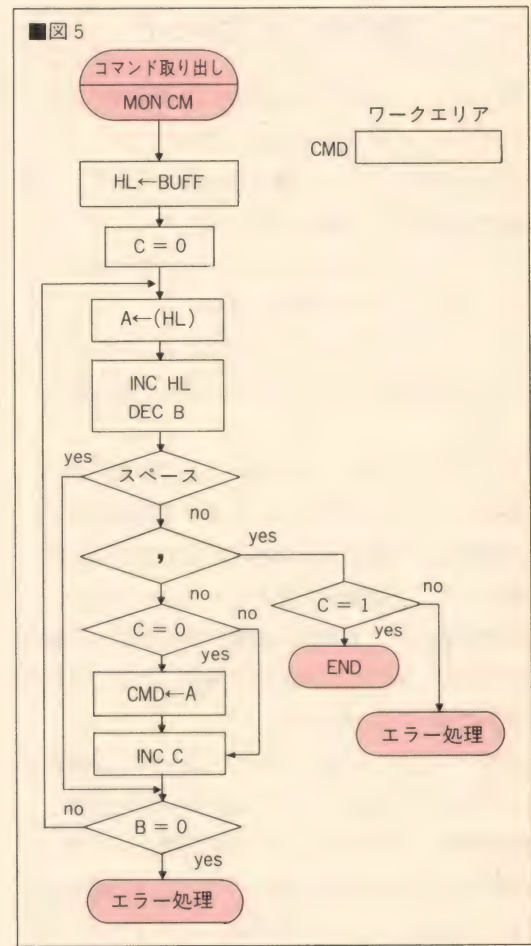 ■図5
コマンド取り出し
MON CM
ワークエリア
CMD
HL←BUFF
C = 0
A←(HL)
INC HL
DEC B
yes
スペース
no
yes
,
no
C = 0
no
yes
C = 1
no
yes
END
CMD←A
エラー処理
INC C
no
B = 0
yes
エラー処理